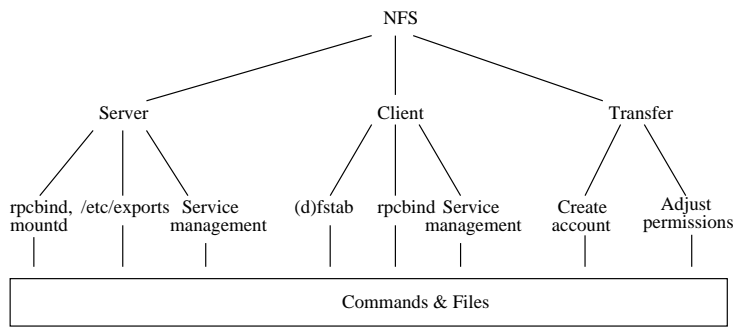 NFS
Server
Client
Transfer
rpcbind,
mountd
/etc/exports
Service
management
(d)fstab
rpcbind
Service
management
Create
account
Adjust
permissions
Commands & Files